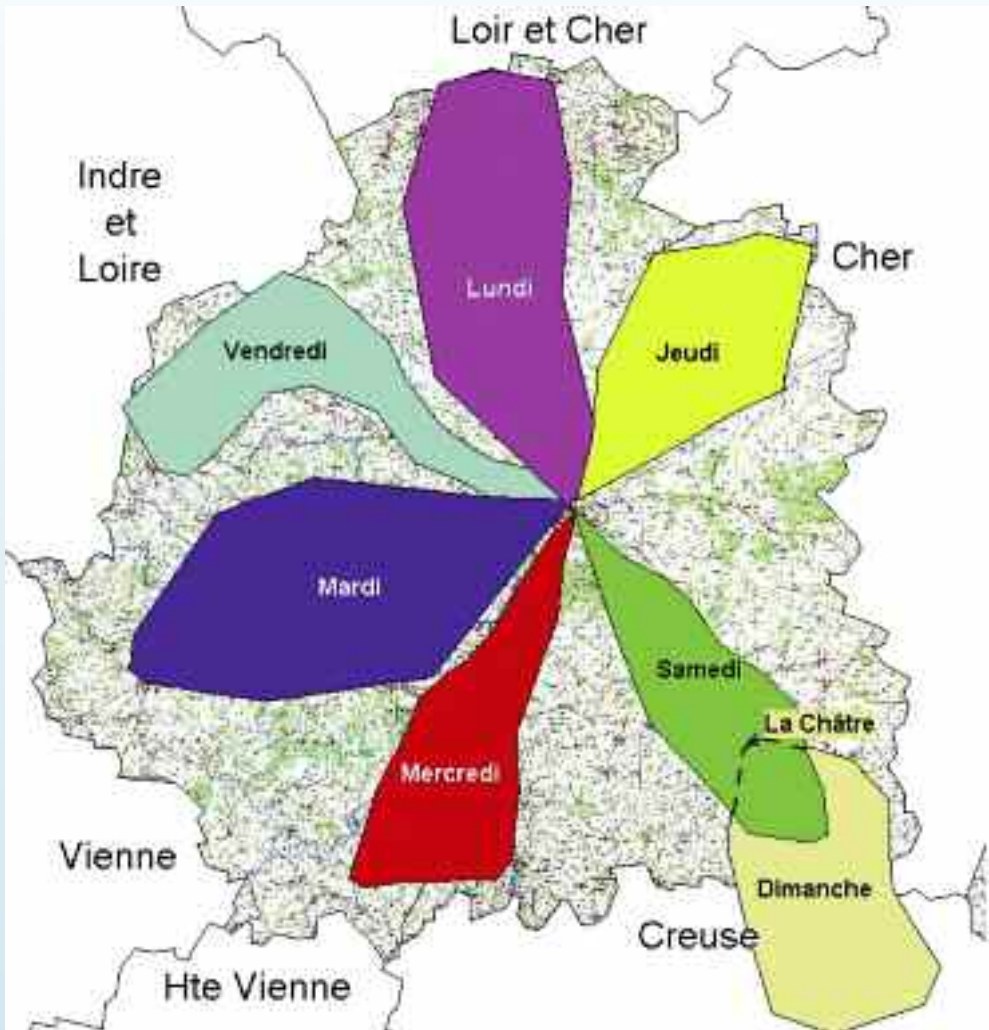 Loir et Cher
Indre
et
Loire
Cher
Lundi
Jeudi
Vendredi
Mardi
Samedi
La Châtre
Mercredi
Vienne
Dimanche
Creuse
Hte Vienne